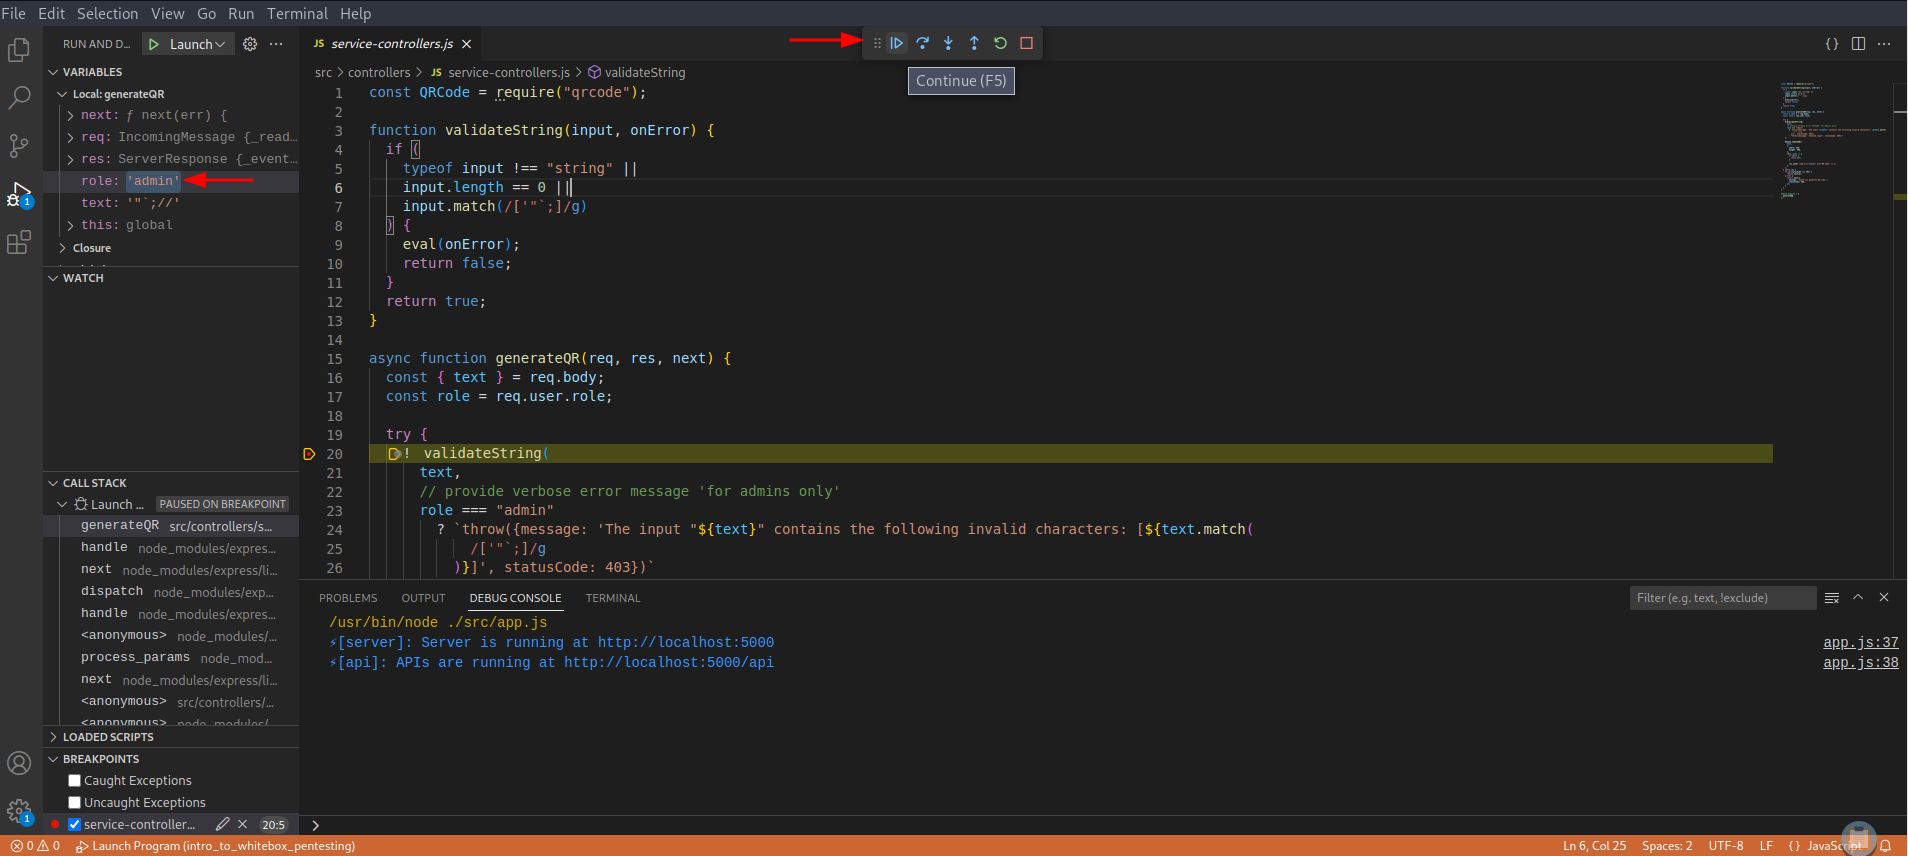 File Edit Selection View Go Run Terminal Help
RUN AND D... Launch
JS service-controllers.js
Continue (F5)
src > controllers > JS service-controllers.js > validateString
VARIABLES
Local: generateQR
next: ƒ next(err) {
req: IncomingMessage {_read...
res: ServerResponse {_event...
role: 'admin'
text: '"`;//'
this: global
Closure
WATCH
CALL STACK
Launch ... PAUSED ON BREAKPOINT
generateQR src/controllers/s...
handle node_modules/expres...
next node_modules/express/li...
dispatch node_modules/exp...
handle node_modules/expres...
<anonymous> node_modules/...
process_params node_mod...
next node_modules/express/li...
<anonymous> src/controllers/...
<anonymous> node_modules/...
LOADED SCRIPTS
BREAKPOINTS
Caught Exceptions
Uncaught Exceptions
service-controller... 20:5
1 const QRCode = require("qrcode");
2
3 function validateString(input, onError) {
4 if (
5 typeof input !== "string" ||
6 input.length == 0 ||
7 input.match(/['"`;]/g)
8 ) {
9 eval(onError);
10 return false;
11 }
12 return true;
13 }
14
15 async function generateQR(req, res, next) {
16 const { text } = req.body;
17 const role = req.user.role;
18
19 try {
20 ! validateString(
21 text,
22 // provide verbose error message 'for admins only'
23 role === "admin"
24 ? `throw({message: 'The input "${text}" contains the following invalid characters: [${text.match(
25 /['"`;]/g
26 )}]', statusCode: 403})`
PROBLEMS OUTPUT DEBUG CONSOLE TERMINAL
Filter (e.g. text, !exclude)
/usr/bin/node ./src/app.js
⚡[server]: Server is running at http://localhost:5000 app.js:37
⚡[api]: APIs are running at http://localhost:5000/api app.js:38
1
1
0 0 Launch Program (intro_to_whitebox_pentesting) Ln 6, Col 25 Spaces: 2 UTF-8 LF {} JavaScript